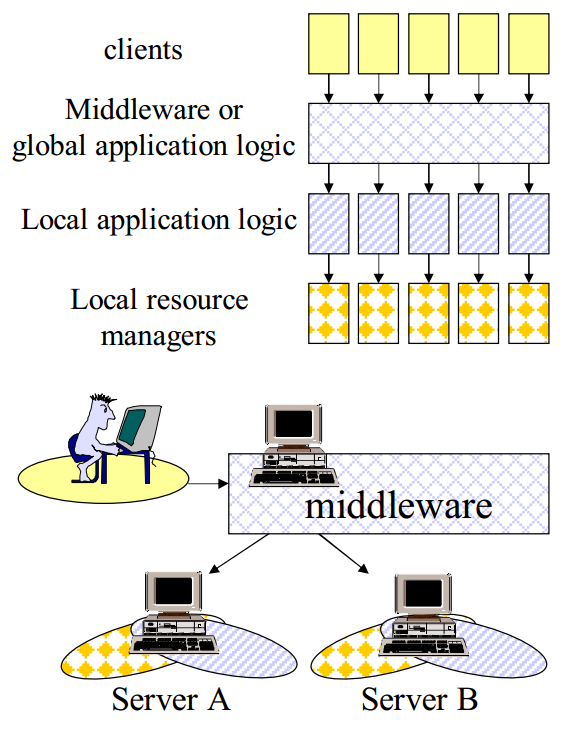 clients
Middleware or
global application logic
Local application logic
Local resource
managers
middleware
Server A
Server B